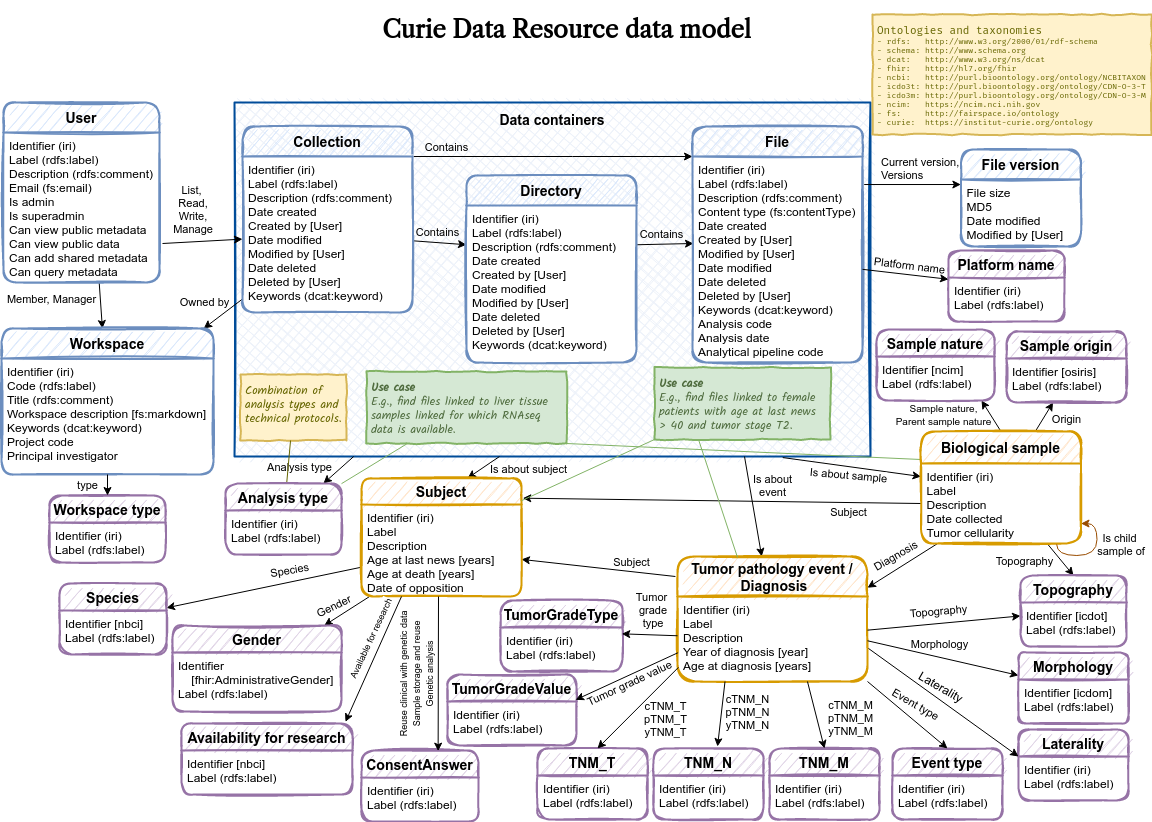 Curie Data Resource data model
Ontologies and taxonomies
- rdfs: http://www.w3.org/2000/01/rdf-schema
- schema: http://www.schema.org
- dcat: http://www.w3.org/ns/dcat
- fhir: http://hl7.org/fhir
- ncbi: http://purl.bioontology.org/ontology/NCBITAXON
- icdo3t: http://purl.bioontology.org/ontology/CDN-O-3-T
- icdo3m: http://purl.bioontology.org/ontology/CDN-O-3-M
- ncim: https://ncim.nci.nih.gov
- fs: http://fairspace.io/ontology
- curie: https://institut-curie.org/ontology
User
Identifier (iri)
Label (rdfs:label)
Description (rdfs:comment)
Email (fs:email)
Is admin
Is superadmin
Can view public metadata
Can view public data
Can add shared metadata
Can query metadata
List,
Read,
Write,
Manage
Member, Manager
Owned by
Data containers
Collection
Identifier (iri)
Label (rdfs:label)
Description (rdfs:comment)
Date created
Created by [User]
Date modified
Modified by [User]
Date deleted
Deleted by [User]
Keywords (dcat:keyword)
Contains
Contains
Directory
Identifier (iri)
Label (rdfs:label)
Description (rdfs:comment)
Date created
Created by [User]
Date modified
Modified by [User]
Date deleted
Deleted by [User]
Keywords (dcat:keyword)
Contains
File
Identifier (iri)
Label (rdfs:label)
Description (rdfs:comment)
Content type (fs:contentType)
Date created
Created by [User]
Modified by [User]
Date modified
Date deleted
Deleted by [User]
Keywords (dcat:keyword)
Analysis code
Analysis date
Analytical pipeline code
Current version,
Versions
File version
File size
MD5
Date modified
Modified by [User]
Platform name
Platform name
Identifier (iri)
Label (rdfs:label)
Workspace
Identifier (iri)
Code (rdfs:label)
Title (rdfs:comment)
Workspace description [fs:markdown]
Keywords (dcat:keyword)
Project code
Principal investigator
type
Workspace type
Identifier (iri)
Label (rdfs:label)
Combination of
analysis types and
technical protocols.
Use case
E.g., find files linked to liver tissue
samples linked for which RNAseq
data is available.
Use case
E.g., find files linked to female
patients with age at last news
> 40 and tumor stage T2.
Sample nature
Identifier [ncim]
Label (rdfs:label)
Sample origin
Identifier [osiris]
Label (rdfs:label)
Sample nature,
Parent sample nature
Origin
Biological sample
Identifier (iri)
Label
Description
Date collected
Tumor cellularity
Is child
sample of
Analysis type
Analysis type
Identifier (iri)
Label (rdfs:label)
Is about subject
Is about
event
Is about sample
Subject
Subject
Identifier (iri)
Label
Description
Age at last news [years]
Age at death [years]
Date of opposition
Subject
Diagnosis
Topography
Tumor pathology event /
Diagnosis
Identifier (iri)
Label
Description
Year of diagnosis [year]
Age at diagnosis [years]
Species
Species
Identifier [nbci]
Label (rdfs:label)
Gender
Gender
Identifier
[fhir:AdministrativeGender]
Label (rdfs:label)
Available for research
Availability for research
Identifier [nbci]
Label (rdfs:label)
Reuse clinical with genetic data
Sample storage and reuse
Genetic analysis
ConsentAnswer
Identifier (iri)
Label (rdfs:label)
Tumor
grade
type
TumorGradeType
Identifier (iri)
Label (rdfs:label)
Tumor grade value
TumorGradeValue
Identifier (iri)
Label (rdfs:label)
cTNM_T
pTNM_T
yTNM_T
TNM_T
Identifier (iri)
Label (rdfs:label)
cTNM_N
pTNM_N
yTNM_N
TNM_N
Identifier (iri)
Label (rdfs:label)
cTNM_M
pTNM_M
yTNM_M
TNM_M
Identifier (iri)
Label (rdfs:label)
Event type
Event type
Identifier (iri)
Label (rdfs:label)
Topography
Topography
Identifier [icdot]
Label (rdfs:label)
Morphology
Morphology
Identifier [icdom]
Label (rdfs:label)
Laterality
Laterality
Identifier (iri)
Label (rdfs:label)